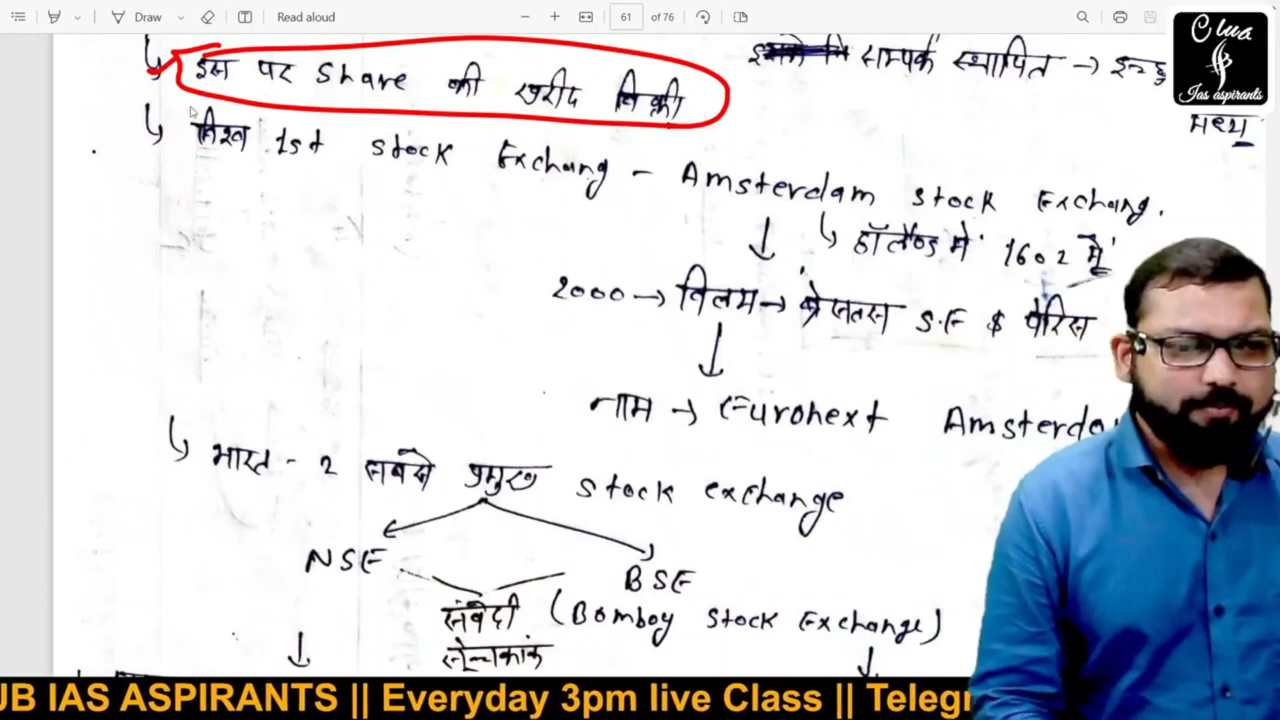 Draw
Read aloud
61 of 76
Clua
Ias aspirants
इस पर Share की खरीद बिक्री
सम्पर्क स्थापित →
मध्य
विश्व 1st stock Exchang - Amsterdam stock Exchang.
हॉलैण्ड में 1602 में
2000 → विलय → S.E $ पेरिस
नाम → Euronext Amsterda
भारत - 2 सबसे प्रमुख stock exchange
NSE
BSE
संवेदी (Bomboy stock Exchange)
सूचकांक
UB IAS ASPIRANTS || Everyday 3pm live Class || Telegr